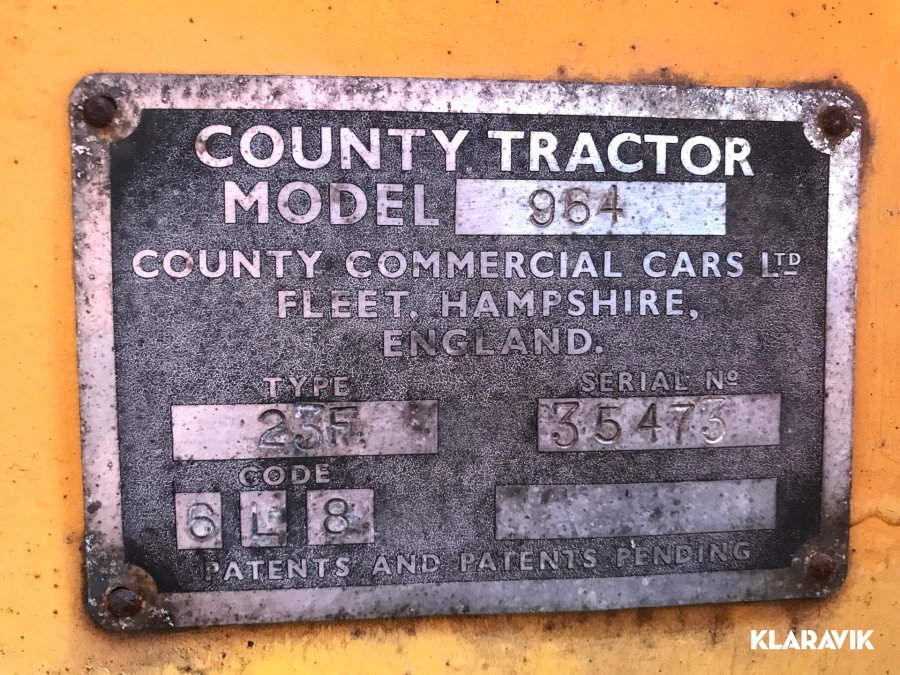 COUNTY TRACTOR
MODEL 964
COUNTY COMMERCIAL CARS LTD
FLEET, HAMPSHIRE,
ENGLAND.
TYPE SERIAL Nº
23F 35473
CODE
6 L 8
PATENTS AND PATENTS PENDING
KLARAVIK